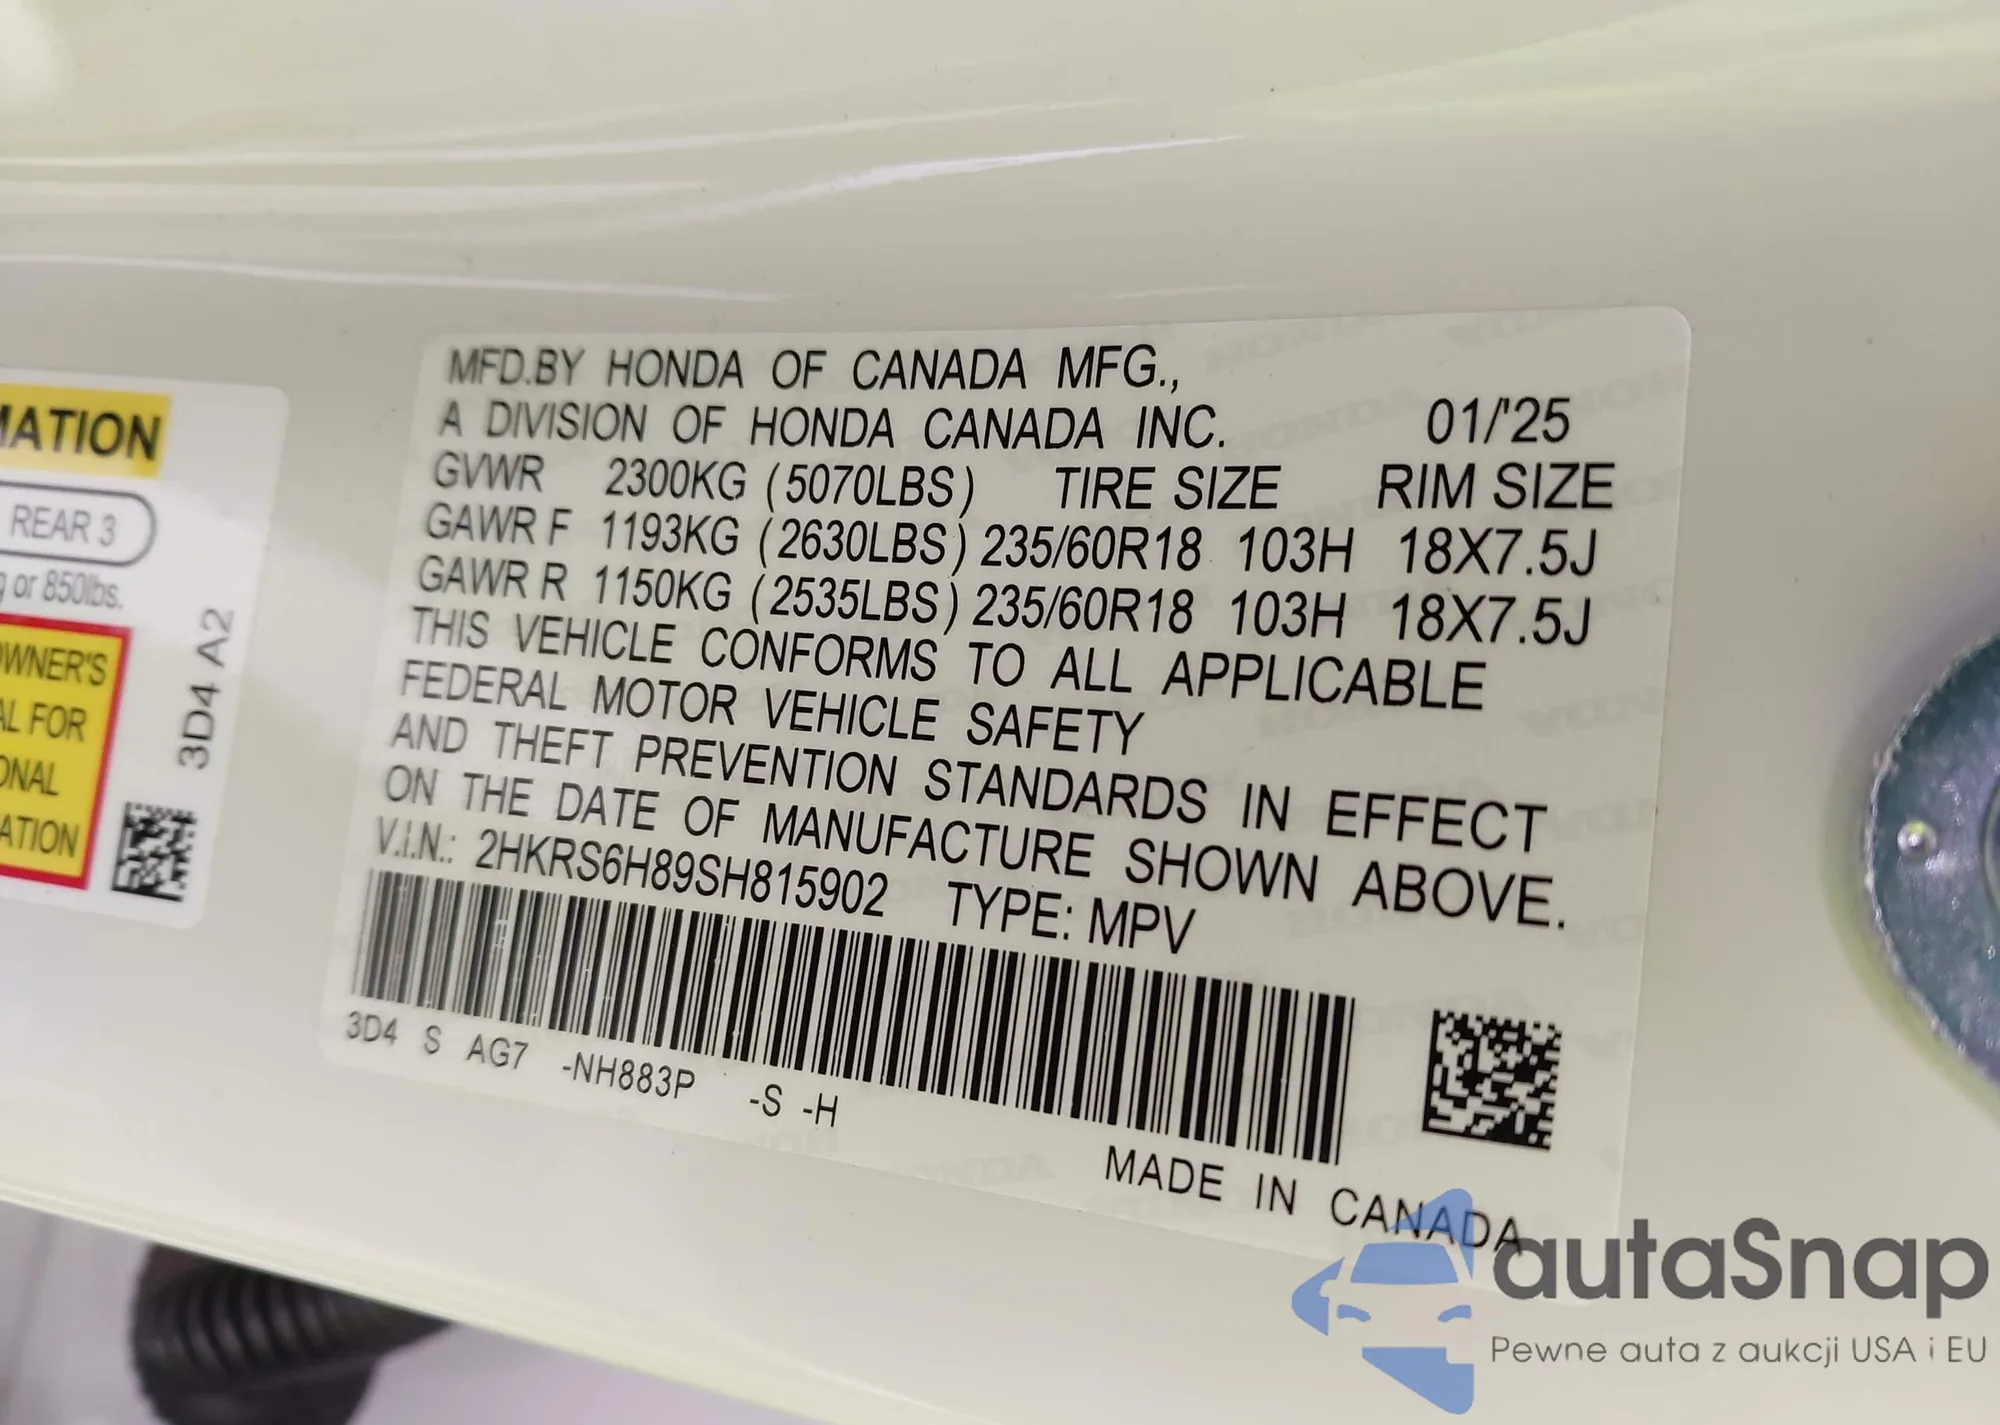 MATION
REAR 3
g or 850lbs.
OWNER'S
AL FOR
ONAL
ATION
3D4 A2
MFD.BY HONDA OF CANADA MFG.,
A DIVISION OF HONDA CANADA INC. 01/'25
GVWR 2300KG (5070LBS) TIRE SIZE RIM SIZE
GAWR F 1193KG (2630LBS) 235/60R18 103H 18X7.5J
GAWR R 1150KG (2535LBS) 235/60R18 103H 18X7.5J
THIS VEHICLE CONFORMS TO ALL APPLICABLE
FEDERAL MOTOR VEHICLE SAFETY
AND THEFT PREVENTION STANDARDS IN EFFECT
ON THE DATE OF MANUFACTURE SHOWN ABOVE.
V.I.N.: 2HKRS6H89SH815902 TYPE: MPV
3D4 S AG7 -NH883P -S -H
MADE IN CANADA
autaSnap
Pewne auta z aukcji USA i EU